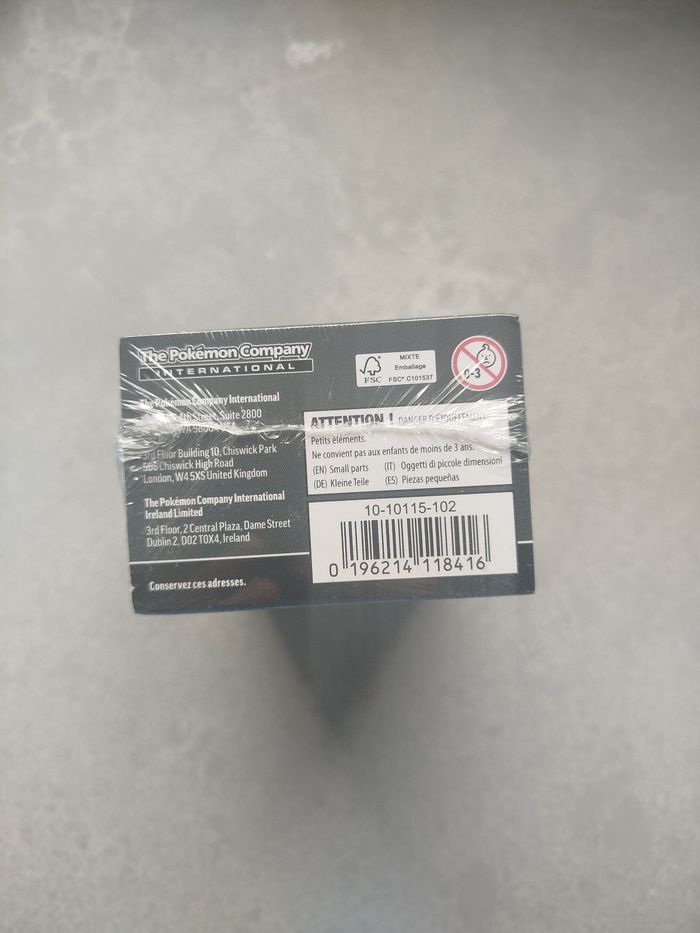 The Pokémon Company
INTERNATIONAL
The Pokémon Company International
Street, Suite 2800
3rd Floor Building 10, Chiswick Park
566 Chiswick High Road
London, W4 5XS United Kingdom
The Pokémon Company International
Ireland Limited
3rd Floor, 2 Central Plaza, Dame Street
Dublin 2, D02 T0X4, Ireland
Conservez ces adresses.
FSC
MIXTE
Emballage
FSC® C101537
0-3
ATTENTION ! DANGER D'ÉTOUFFEMENT
Petits éléments.
Ne convient pas aux enfants de moins de 3 ans.
(EN) Small parts (IT) Oggetti di piccole dimensioni
(DE) Kleine Teile (ES) Piezas pequeñas
10-10115-102
0 196214 118416